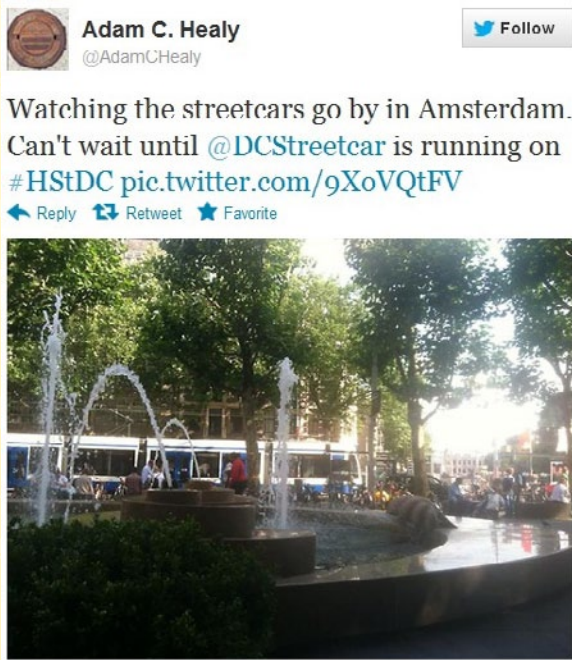 Adam C. Healy
@AdamCHealy
Follow
Watching the streetcars go by in Amsterdam.
Can't wait until @DCStreetcar is running on
#HStDC pic.twitter.com/9XoVQtFV
Reply Retweet Favorite